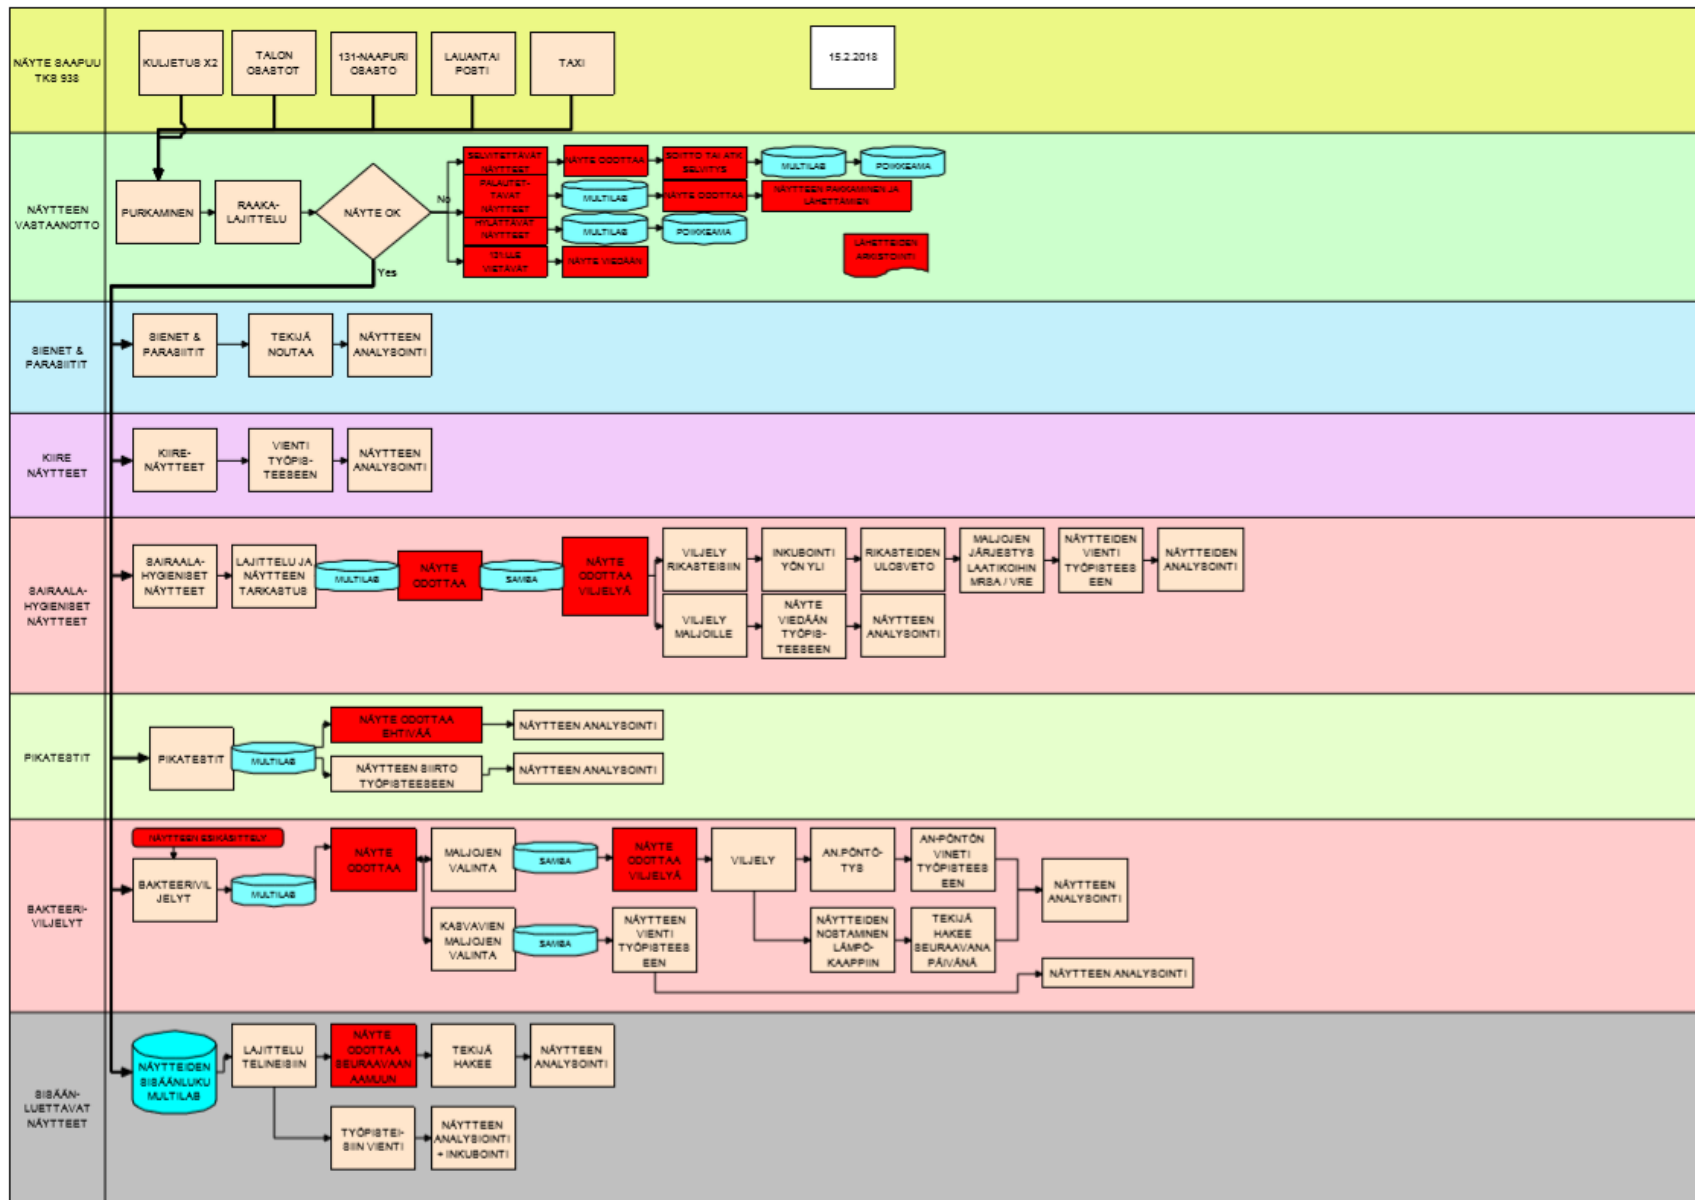 NÄYTE SAAPUU
TKS 938
KULJETUS X2
TALON
OSASTOT
131-NAAPURI
OSASTO
LAUANTAI
POSTI
TAXI
15.2.2018
NÄYTTEEN
VASTAANOTTO
PURKAMINEN
RAAKA-
LAJITTELU
NÄYTE OK
No
Yes
SELVITETTÄVÄT
NÄYTTEET
NÄYTE ODOTTAA
SOITTO TAI ATK
SELVITYS
MULTILAB
POIKKEAMA
PALAUTET-
TAVAT
NÄYTTEET
MULTILAB
NÄYTE ODOTTAA
NÄYTTEEN PAKKAAMINEN JA
LÄHETTÄMIEN
HYLÄTTÄVÄT
NÄYTTEET
MULTILAB
POIKKEAMA
131:LLE
VIETÄVÄT
NÄYTE VIEDÄÄN
LÄHETTEIDEN
ARKISTOINTI
SIENET &
PARASIITIT
SIENET &
PARASIITIT
TEKIJÄ
NOUTAA
NÄYTTEEN
ANALYSOINTI
KIIRE
NÄYTTEET
KIIRE-
NÄYTTEET
VIENTI
TYÖPIS-
TEESEEN
NÄYTTEEN
ANALYSOINTI
SAIRAALA-
HYGIENISET
NÄYTTEET
SAIRAALA-
HYGIENISET
NÄYTTEET
LAJITTELU JA
NÄYTTEEN
TARKASTUS
MULTILAB
NÄYTE
ODOTTAA
SAMBA
NÄYTE
ODOTTAA
VILJELYÄ
VILJELY
RIKASTEISIIN
INKUBOINTI
YÖN YLI
RIKASTEIDEN
ULOSVETO
MALJOJEN
JÄRJESTYS
LAATIKOIHIN
MRSA / VRE
NÄYTTEIDEN
VIENTI
TYÖPISTEES
EEN
NÄYTTEIDEN
ANALYSOINTI
VILJELY
MALJOILLE
NÄYTE
VIEDÄÄN
TYÖPIS-
TEESEEN
NÄYTTEEN
ANALYSOINTI
PIKATESTIT
PIKATESTIT
MULTILAB
NÄYTE ODOTTAA
EHTIVÄÄ
NÄYTTEEN ANALYSOINTI
NÄYTTEEN SIIRTO
TYÖPISTEESEEN
NÄYTTEEN ANALYSOINTI
BAKTEERI-
VILJELYT
NÄYTTEEN ESIKÄSITTELY
BAKTEERIVIL
JELYT
MULTILAB
NÄYTE
ODOTTAA
MALJOJEN
VALINTA
SAMBA
NÄYTE
ODOTTAA
VILJELYÄ
VILJELY
AN.PÖNTÖ-
TYS
AN-PÖNTÖN
VINETI
TYÖPISTEES
EEN
NÄYTTEEN
ANALYSOINTI
KASVAVIEN
MALJOJEN
VALINTA
SAMBA
NÄYTTEEN
VIENTI
TYÖPISTEES
EEN
NÄYTTEIDEN
NOSTAMINEN
LÄMPÖ-
KAAPPIIN
TEKIJÄ
HAKEE
SEURAAVANA
PÄIVÄNÄ
NÄYTTEEN ANALYSOINTI
SISÄÄN-
LUETTAVAT
NÄYTTEET
NÄYTTEIDEN
SISÄÄNLUKU
MULTILAB
LAJITTELU
TELINEISIIN
NÄYTE
ODOTTAA
SEURAAVAAN
AAMUUN
TEKIJÄ
HAKEE
NÄYTTEEN
ANALYSOINTI
TYÖPISTEI-
SIIN VIENTI
NÄYTTEEN
ANALYSIOINTI
+ INKUBOINTI